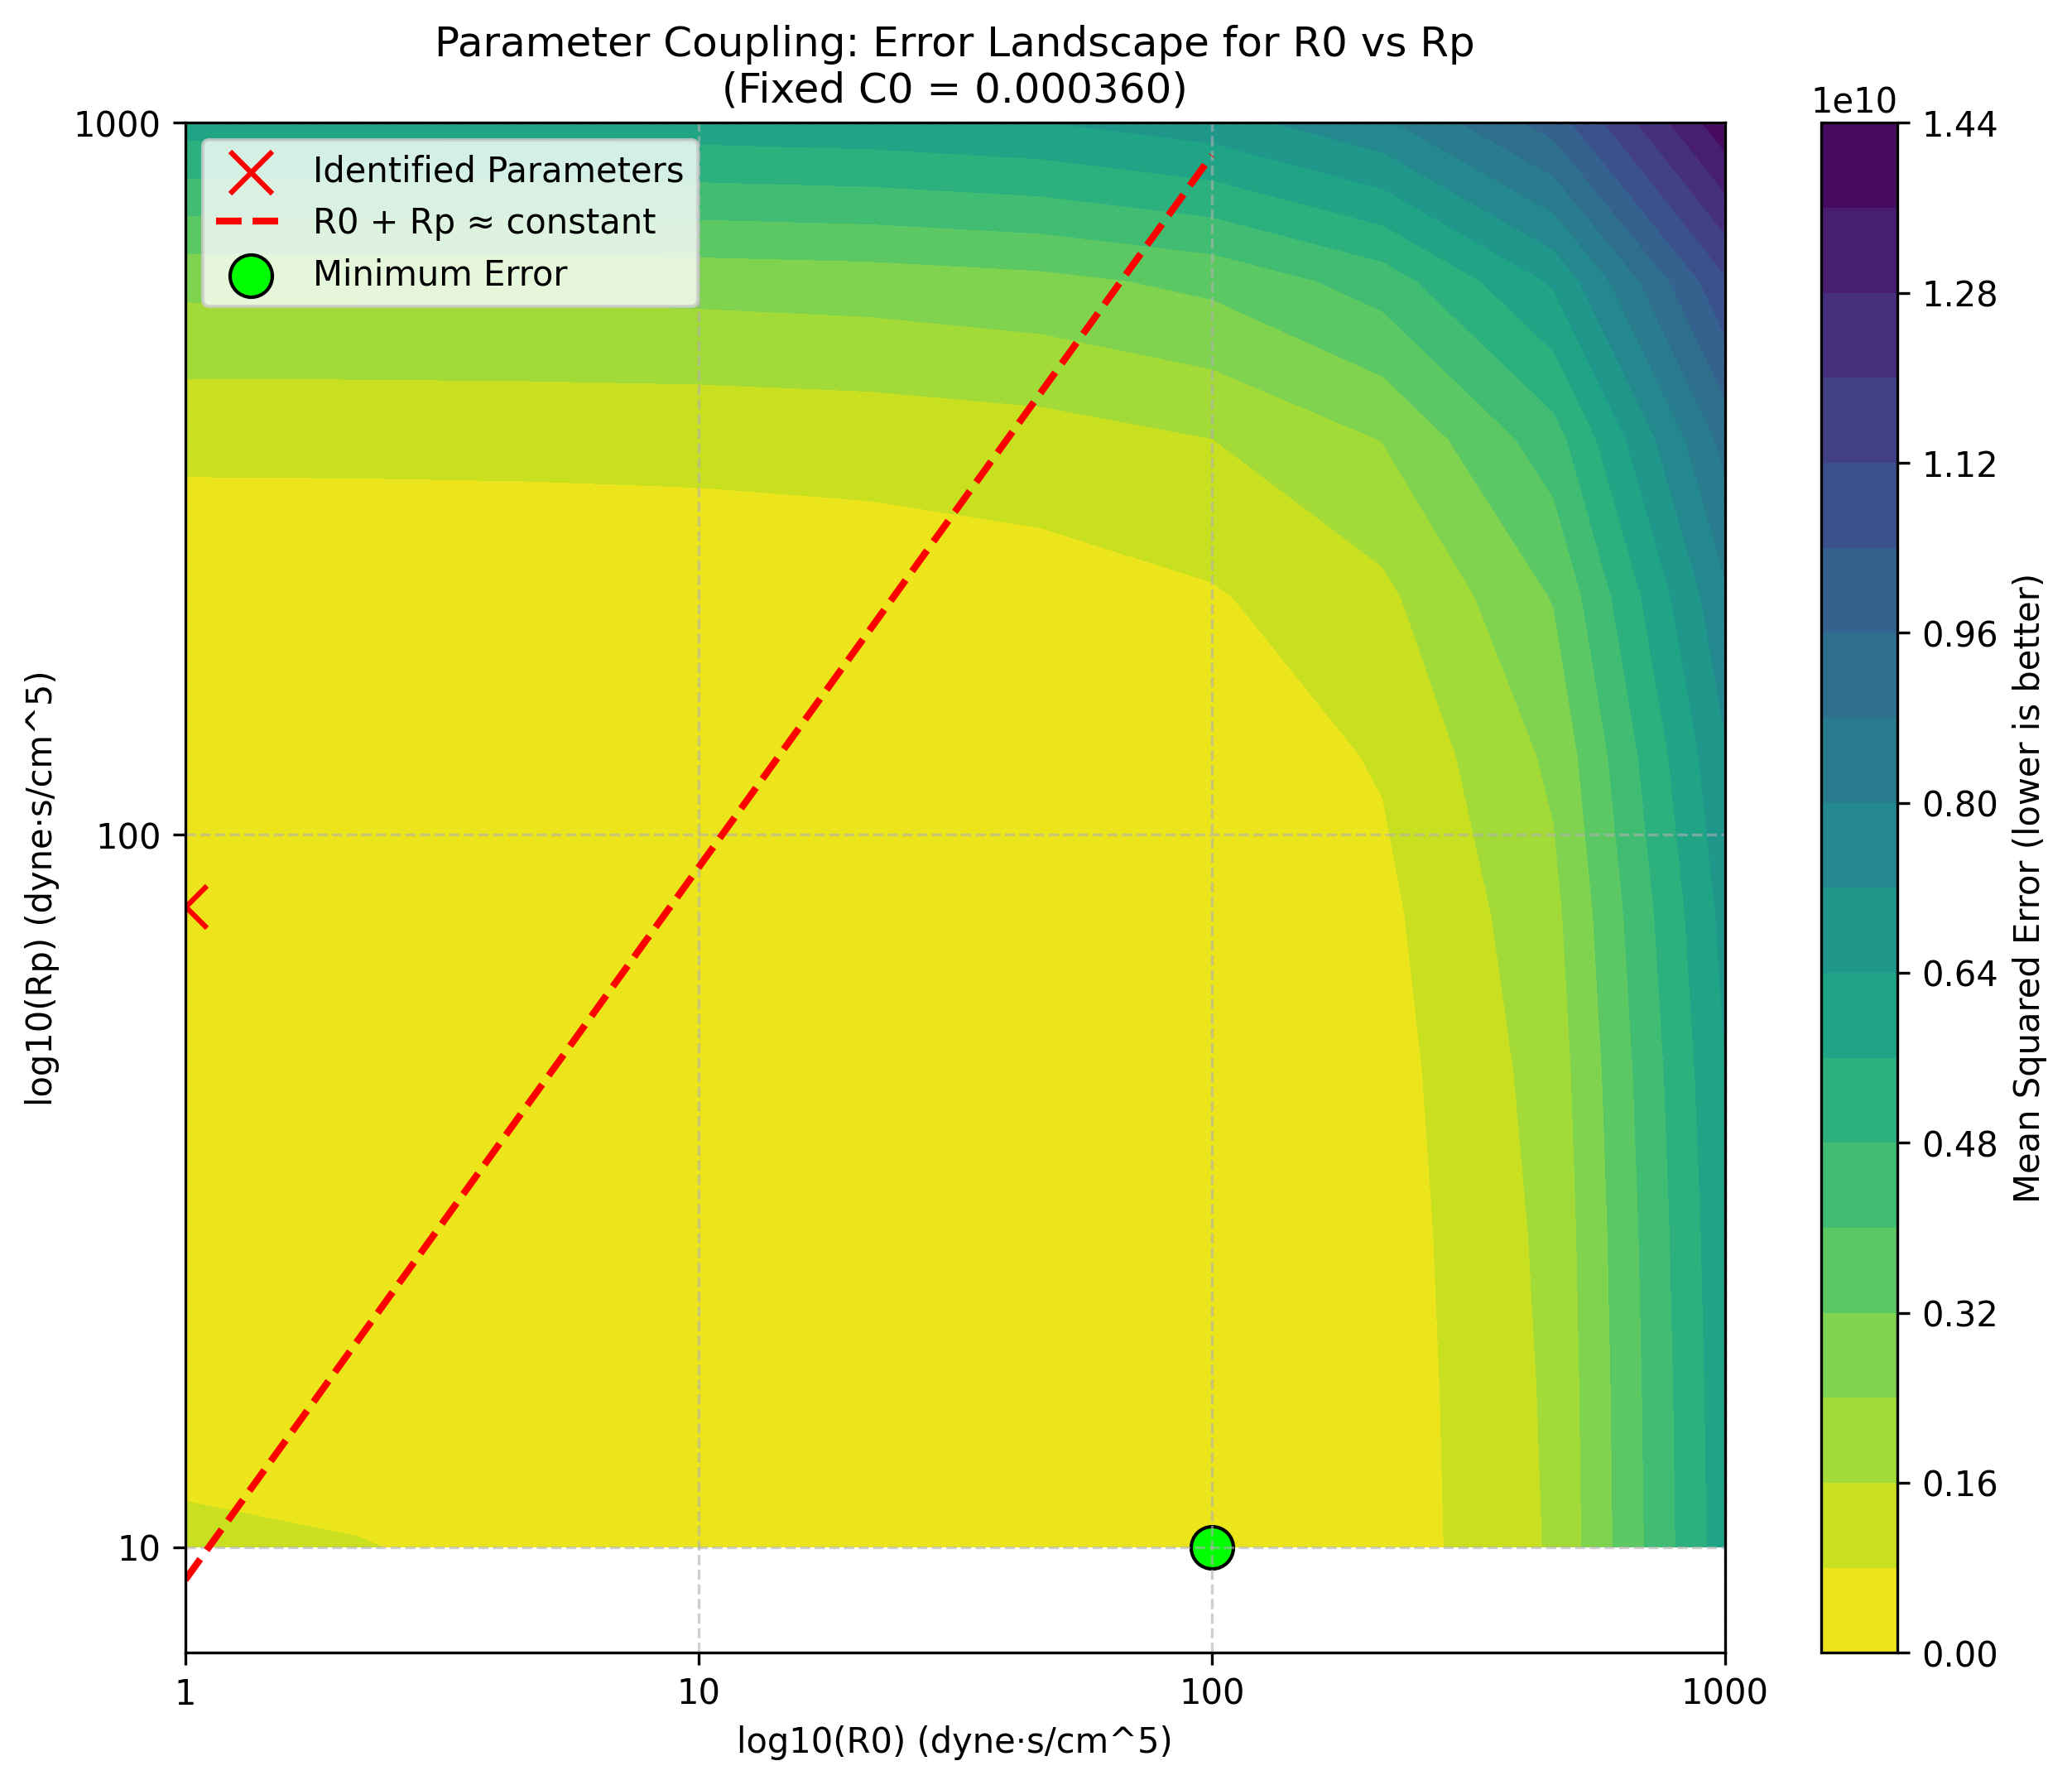 Parameter Coupling: Error Landscape for R0 vs Rp
(Fixed C0 = 0.000360)
1e10
Identified Parameters
R0 + Rp ≈ constant
Minimum Error
log10(Rp) (dyne·s/cm^5)
1000
100
10
1
10
100
1000
log10(R0) (dyne·s/cm^5)
1.44
1.28
1.12
0.96
0.80
0.64
0.48
0.32
0.16
0.00
Mean Squared Error (lower is better)